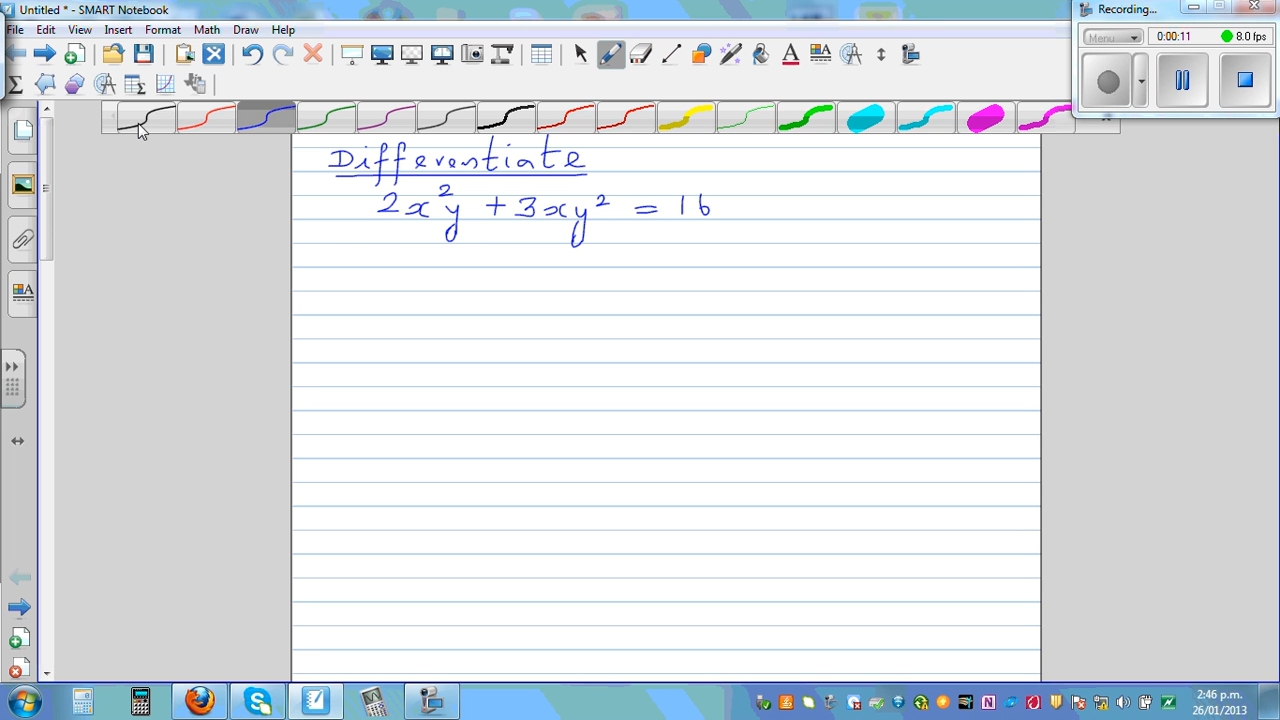 Untitled * - SMART Notebook
File Edit View Insert Format Math Draw Help
Recording...
Menu 0:00:11 8.0 fps
Differentiate
2x²y + 3xy² = 16
2:46 p.m.
26/01/2013